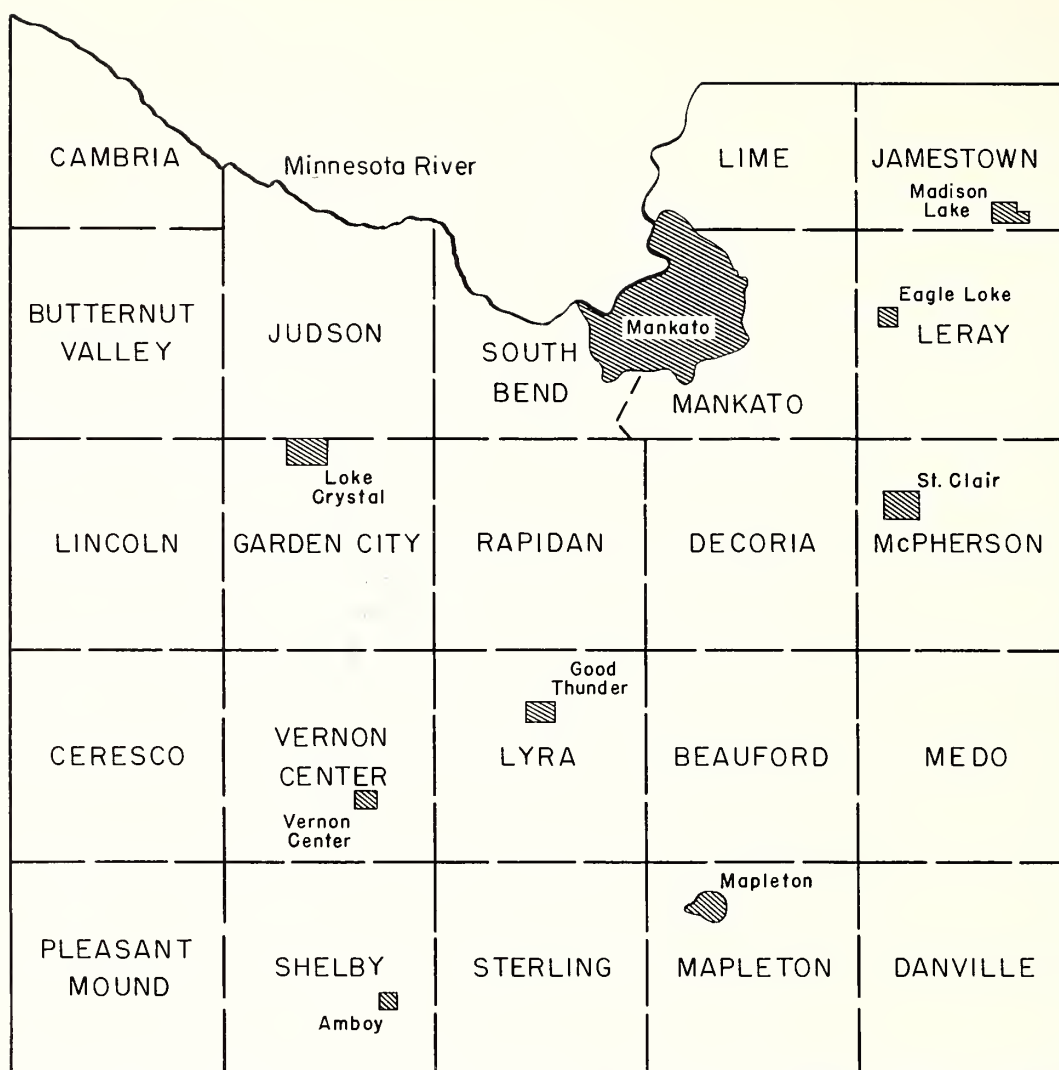 CAMBRIA
Minnesota River
LIME
JAMESTOWN
Madison
Lake
BUTTERNUT
VALLEY
JUDSON
SOUTH
BEND
Mankato
MANKATO
Eagle Loke
LERAY
Loke
Crystal
St. Clair
LINCOLN
GARDEN CITY
RAPIDAN
DECORIA
McPHERSON
Good
Thunder
CERESCO
VERNON
CENTER
Vernon
Center
LYRA
BEAUFORD
MEDO
Mapleton
PLEASANT
MOUND
SHELBY
Amboy
STERLING
MAPLETON
DANVILLE